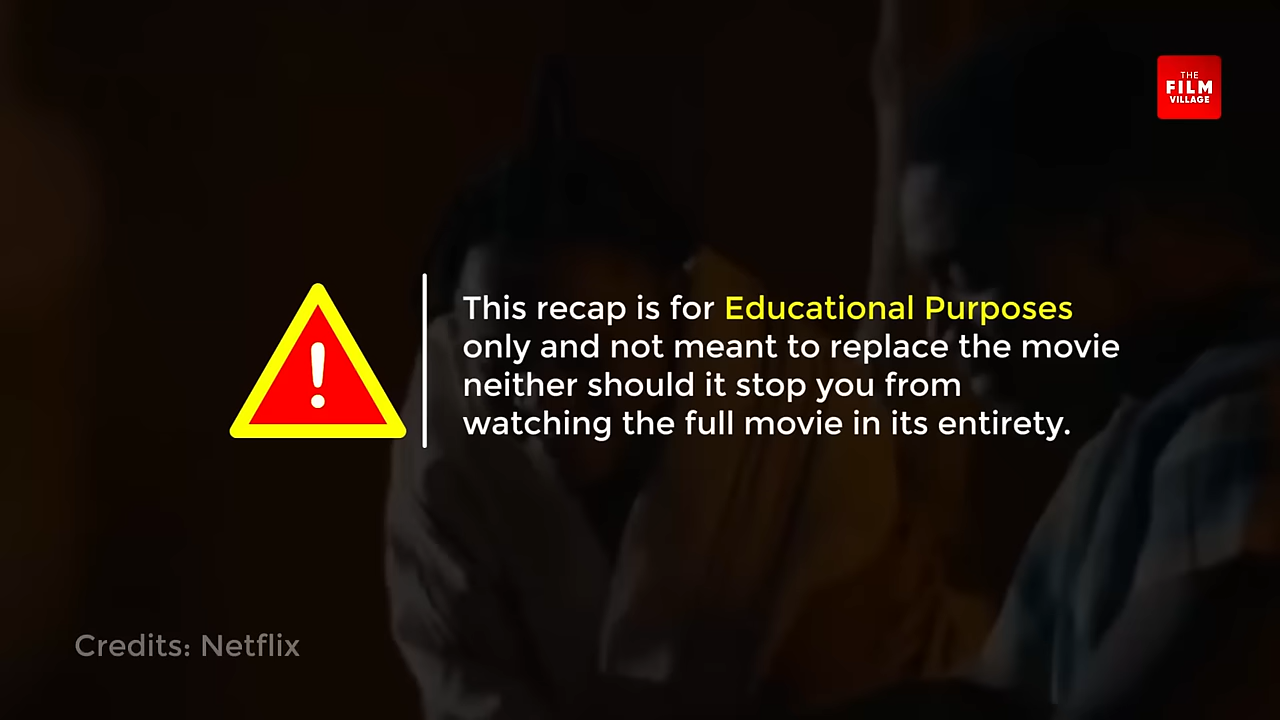 THE
FILM
VILLAGE
This recap is for Educational Purposes
only and not meant to replace the movie
neither should it stop you from
watching the full movie in its entirety.
Credits: Netflix